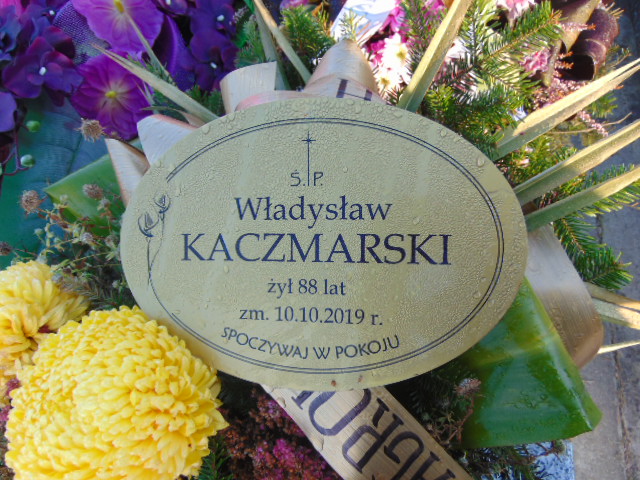 Ś. P.
Władysław
KACZMARSKI
żył 88 lat
zm. 10.10.2019 r.
SPOCZYWAJ W POKOJU